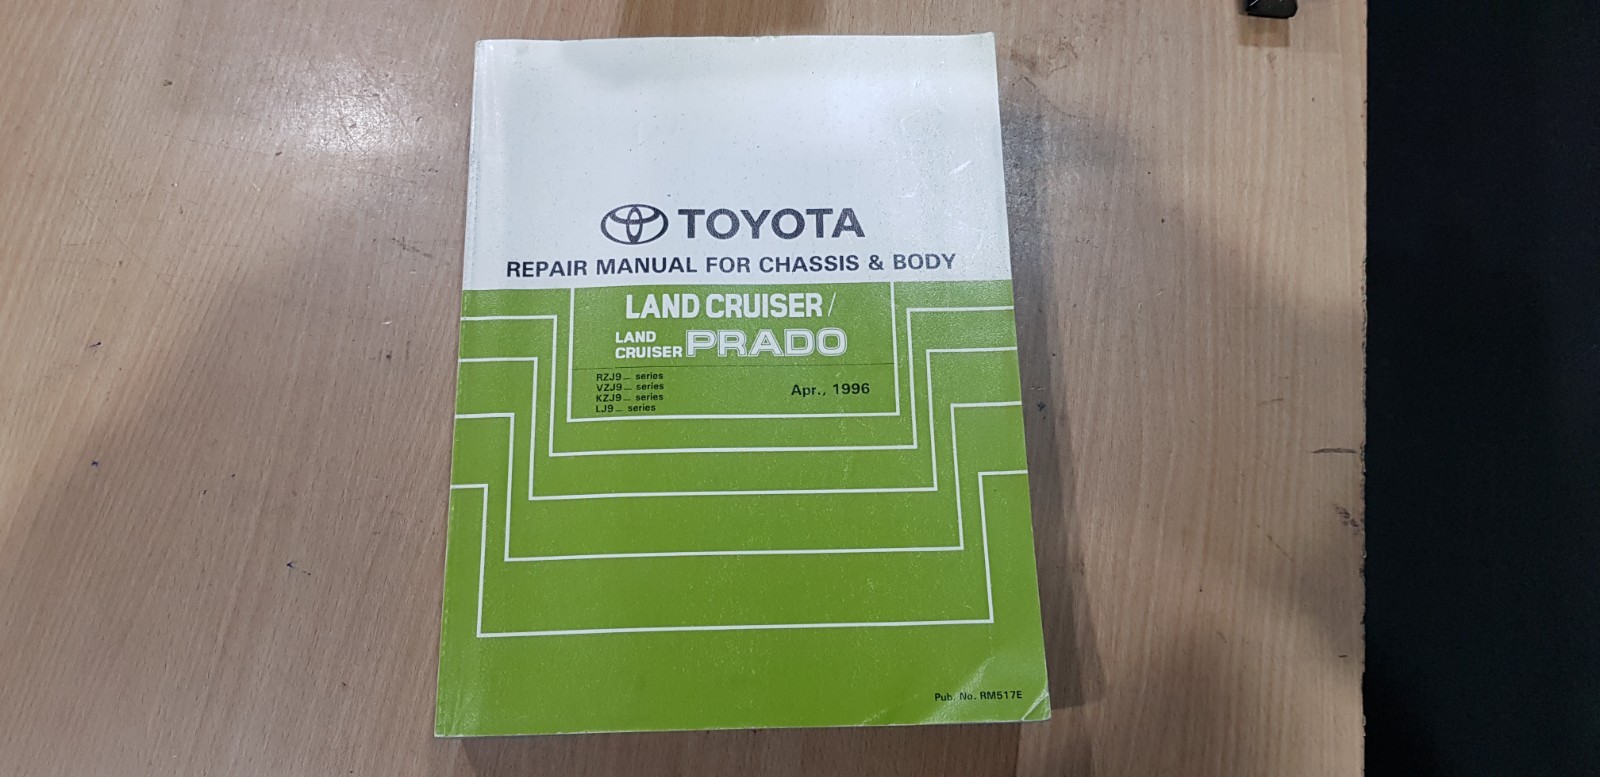 TOYOTA
REPAIR MANUAL FOR CHASSIS & BODY
LAND CRUISER/
LAND CRUISER PRADO
RZJ9_ series
VZJ9_ series
KZJ9_ series
LJ9_ series
Apr., 1996
Pub. No. RM517E